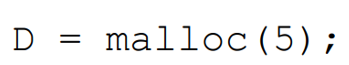 D = malloc(5);